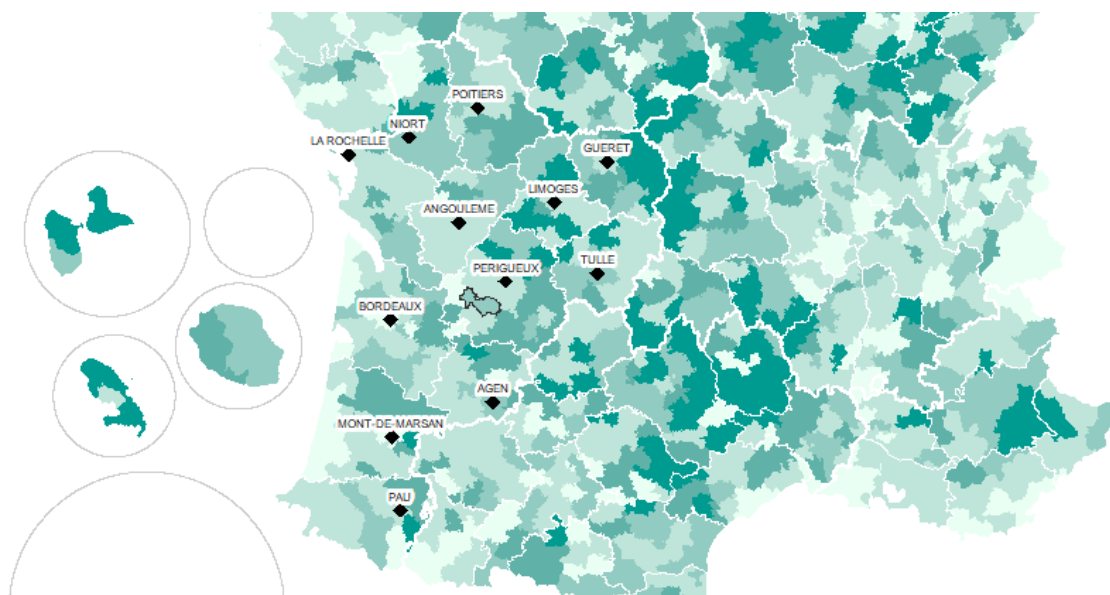 POITIERS
NIORT
LA ROCHELLE
GUERET
LIMOGES
ANGOULEME
PERIGUEUX
TULLE
BORDEAUX
AGEN
MONT-DE-MARSAN
PAU